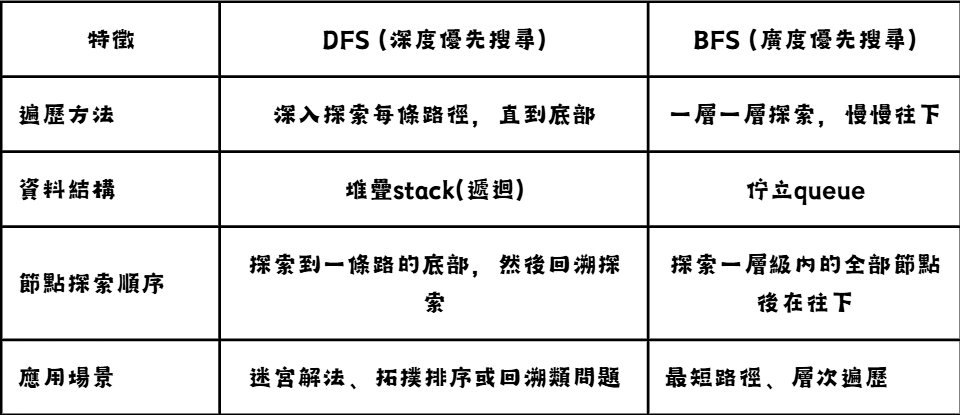 特徵
DFS (深度優先搜尋)
BFS (廣度優先搜尋)
遍歷方法
深入探索每條路徑，直到底部
一層一層探索，慢慢往下
資料結構
堆疊stack(遞迴)
佇立queue
節點探索順序
探索到一條路的底部，然後回溯探
索
探索一層級內的全部節點
後在往下
應用場景
迷宮解法、拓撲排序或回溯類問題
最短路徑、層次遍歷